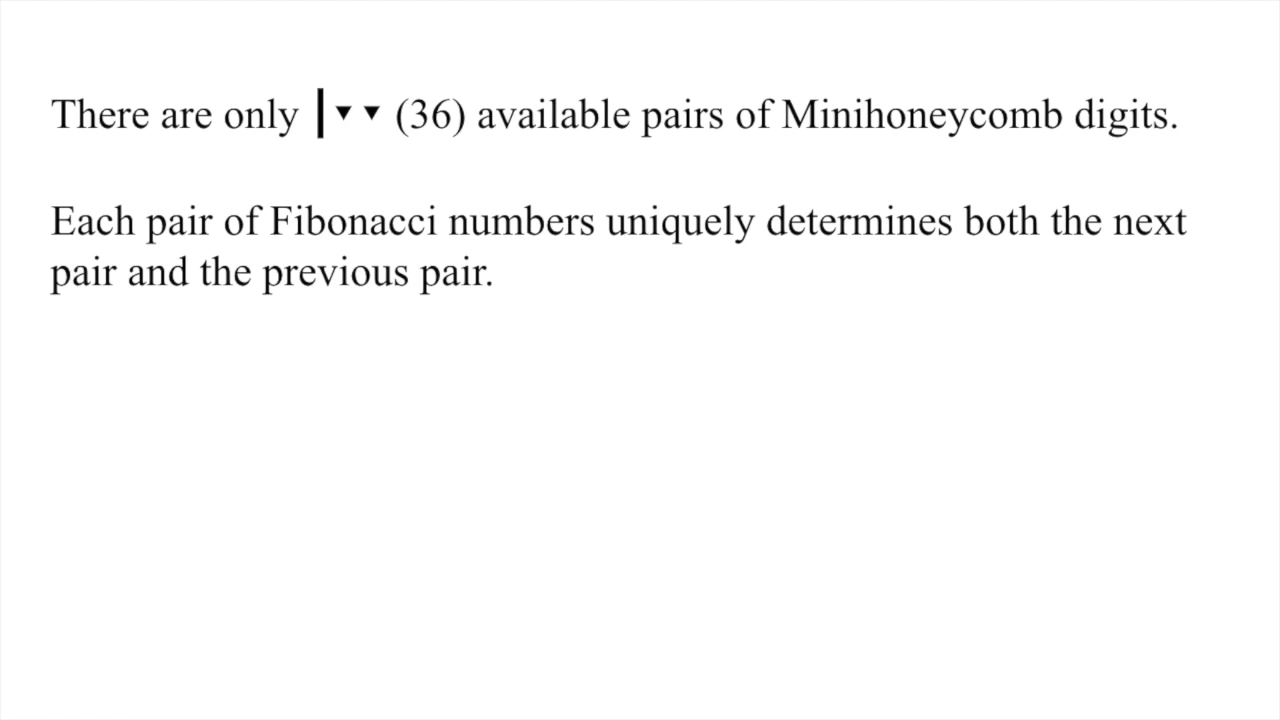 There are only |▾▾ (36) available pairs of Minihoneycomb digits.
Each pair of Fibonacci numbers uniquely determines both the next
pair and the previous pair.